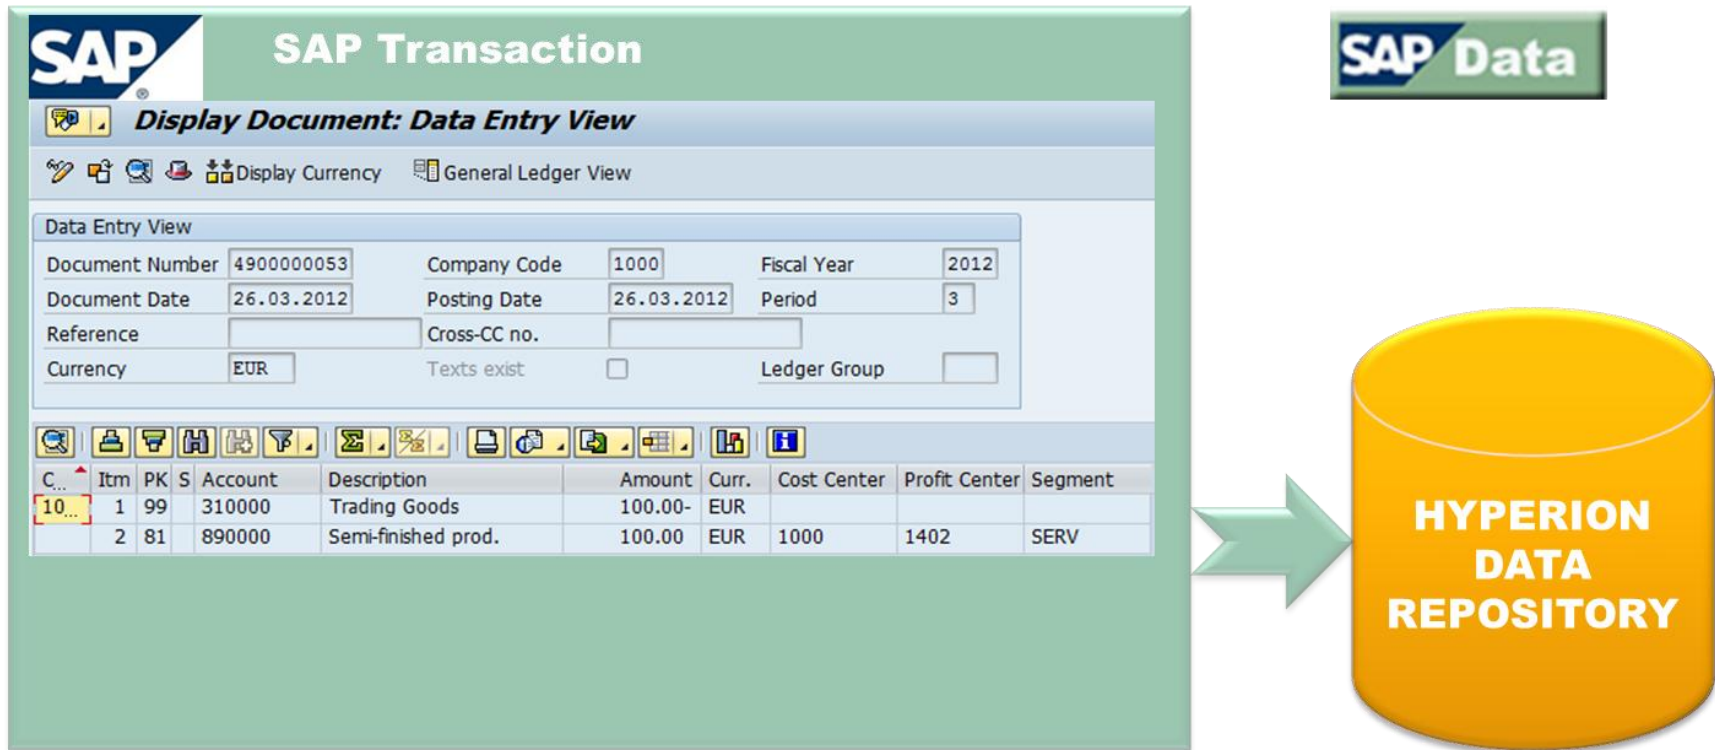 SAP ®
SAP Transaction
SAP Data
Display Document: Data Entry View
Display Currency General Ledger View
Data Entry View
Document Number 4900000053 Company Code 1000 Fiscal Year 2012
Document Date 26.03.2012 Posting Date 26.03.2012 Period 3
Reference Cross-CC no.
Currency EUR Texts exist Ledger Group
C... Itm PK S Account Description Amount Curr. Cost Center Profit Center Segment
10... 1 99 310000 Trading Goods 100.00- EUR
2 81 890000 Semi-finished prod. 100.00 EUR 1000 1402 SERV
HYPERION
DATA
REPOSITORY